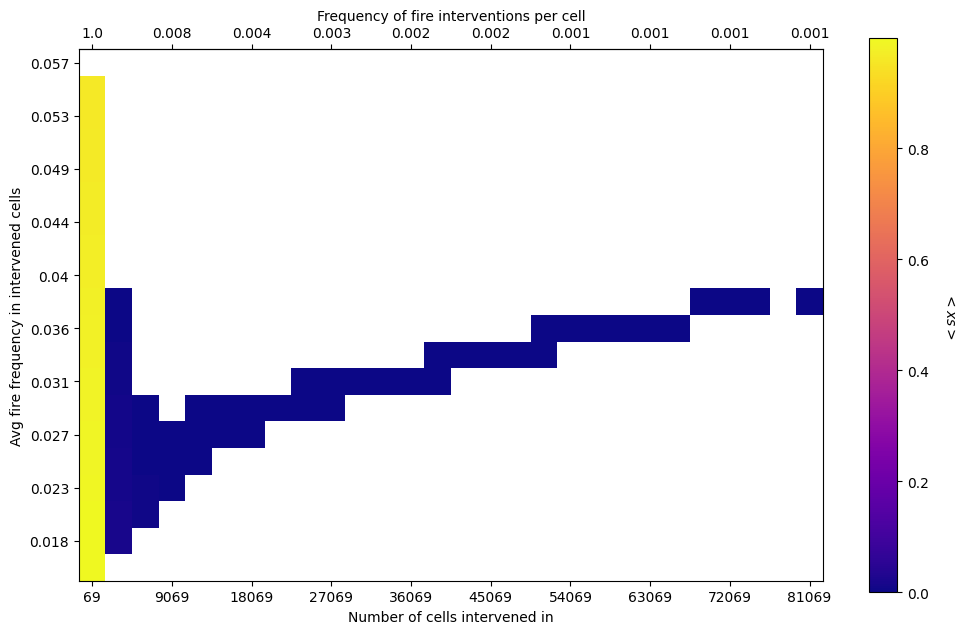 Frequency of fire interventions per cell
1.0 0.008 0.004 0.003 0.002 0.002 0.001 0.001 0.001 0.001
0.057
0.053
0.049
0.044
0.04
0.036
0.031
0.027
0.023
0.018
Avg fire frequency in intervened cells
69 9069 18069 27069 36069 45069 54069 63069 72069 81069
Number of cells intervened in
0.8
0.6
0.4
0.2
0.0
< sx >